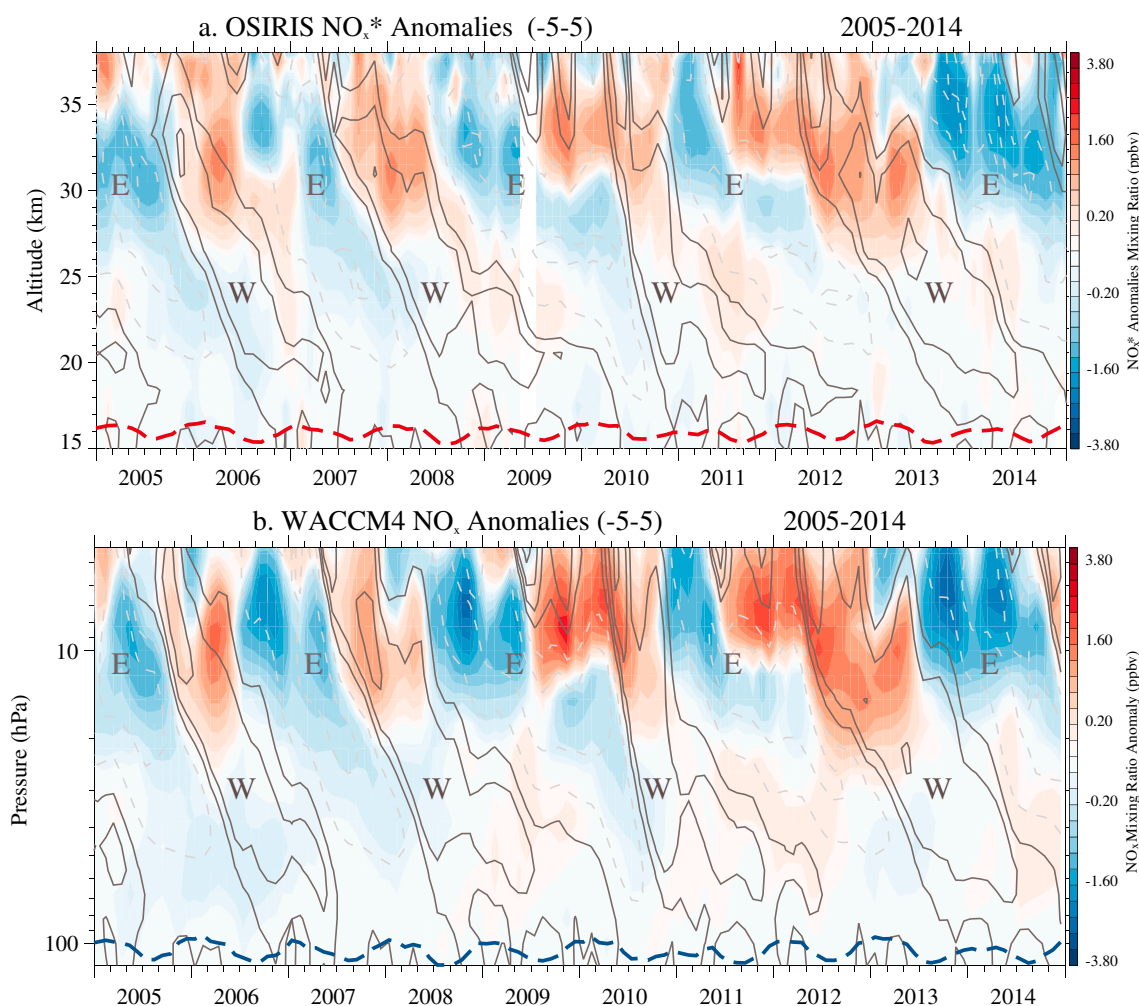 a. OSIRIS NOx* Anomalies (-5-5) 2005-2014
Altitude (km)
35
30
25
20
15
E E E E E
W W W W
2005 2006 2007 2008 2009 2010 2011 2012 2013 2014
3.80
1.60
0.20
-0.20
-1.60
-3.80
NOx* Anomalies Mixing Ratio (ppbv)
b. WACCM4 NOx Anomalies (-5-5) 2005-2014
Pressure (hPa)
10
100
E E E E E
W W W W
2005 2006 2007 2008 2009 2010 2011 2012 2013 2014
3.80
1.60
0.20
-0.20
-1.60
-3.80
NOx Mixing Ratio Anomaly (ppbv)